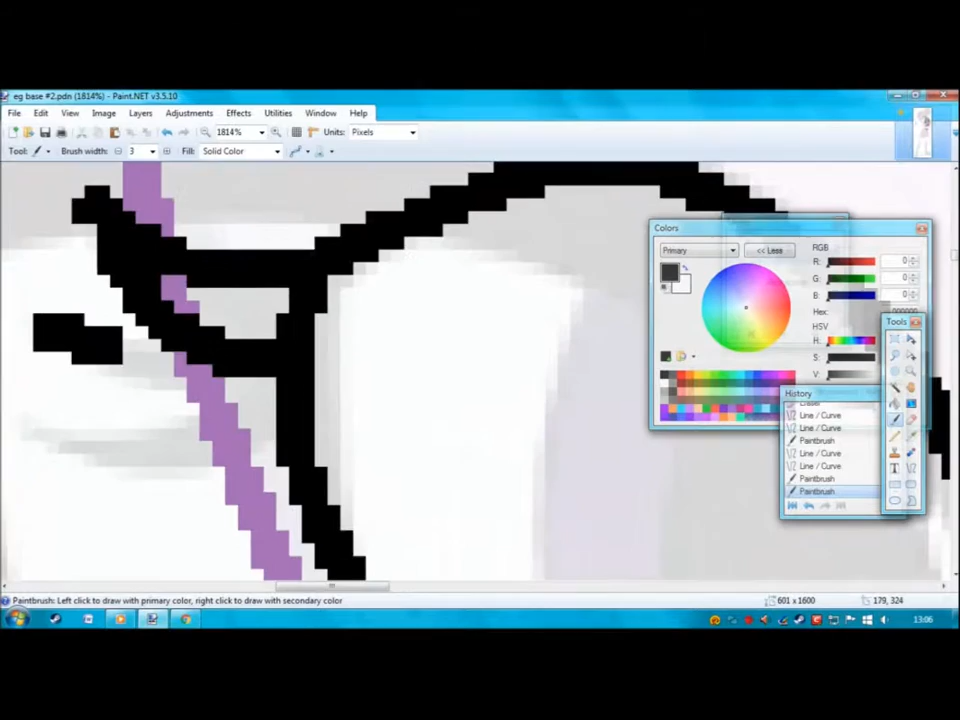 eg base #2.pdn (1814%) - Paint.NET v3.5.10
File Edit View Image Layers Adjustments Effects Utilities Window Help
1814% Units: Pixels
Tool: Brush width: 3 Fill: Solid Color
Colors
Primary << Less RGB
R: 0
G: 0
B: 0
Hex: 000000
HSV
H:
S:
V:
Tools
History
Eraser
Line / Curve
Line / Curve
Paintbrush
Line / Curve
Line / Curve
Paintbrush
Paintbrush
Paintbrush: Left click to draw with primary color, right click to draw with secondary color 601 x 1600 179, 324
13:06